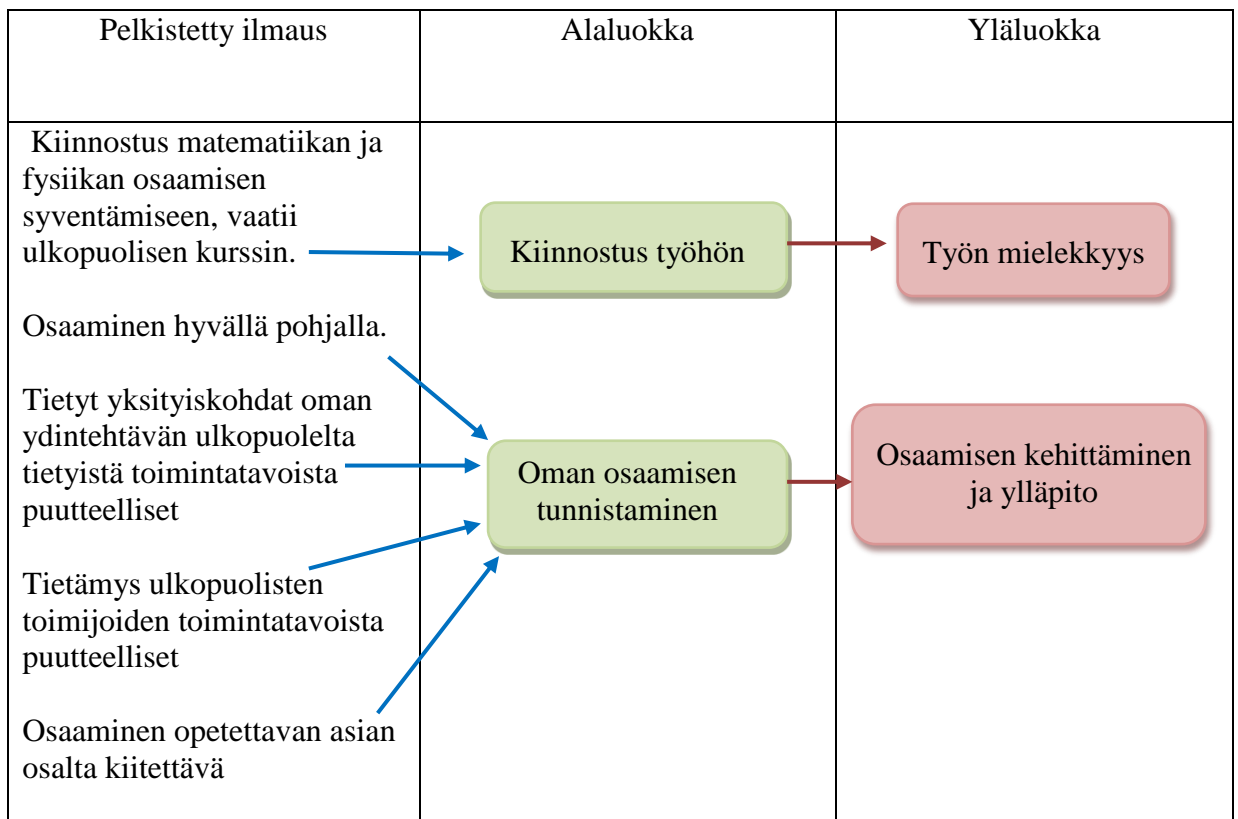 Pelkistetty ilmaus
Alaluokka
Yläluokka
Kiinnostus matematiikan ja
fysiikan osaamisen
syventämiseen, vaatii
ulkopuolisen kurssin.
Kiinnostus työhön
Työn mielekkyys
Osaaminen hyvällä pohjalla.
Tietyt yksityiskohdat oman
ydintehtävän ulkopuolelta
tietyistä toimintatavoista
puutteelliset
Oman osaamisen
tunnistaminen
Osaamisen kehittäminen
ja ylläpito
Tietämys ulkopuolisten
toimijoiden toimintatavoista
puutteelliset
Osaaminen opetettavan asian
osalta kiitettävä